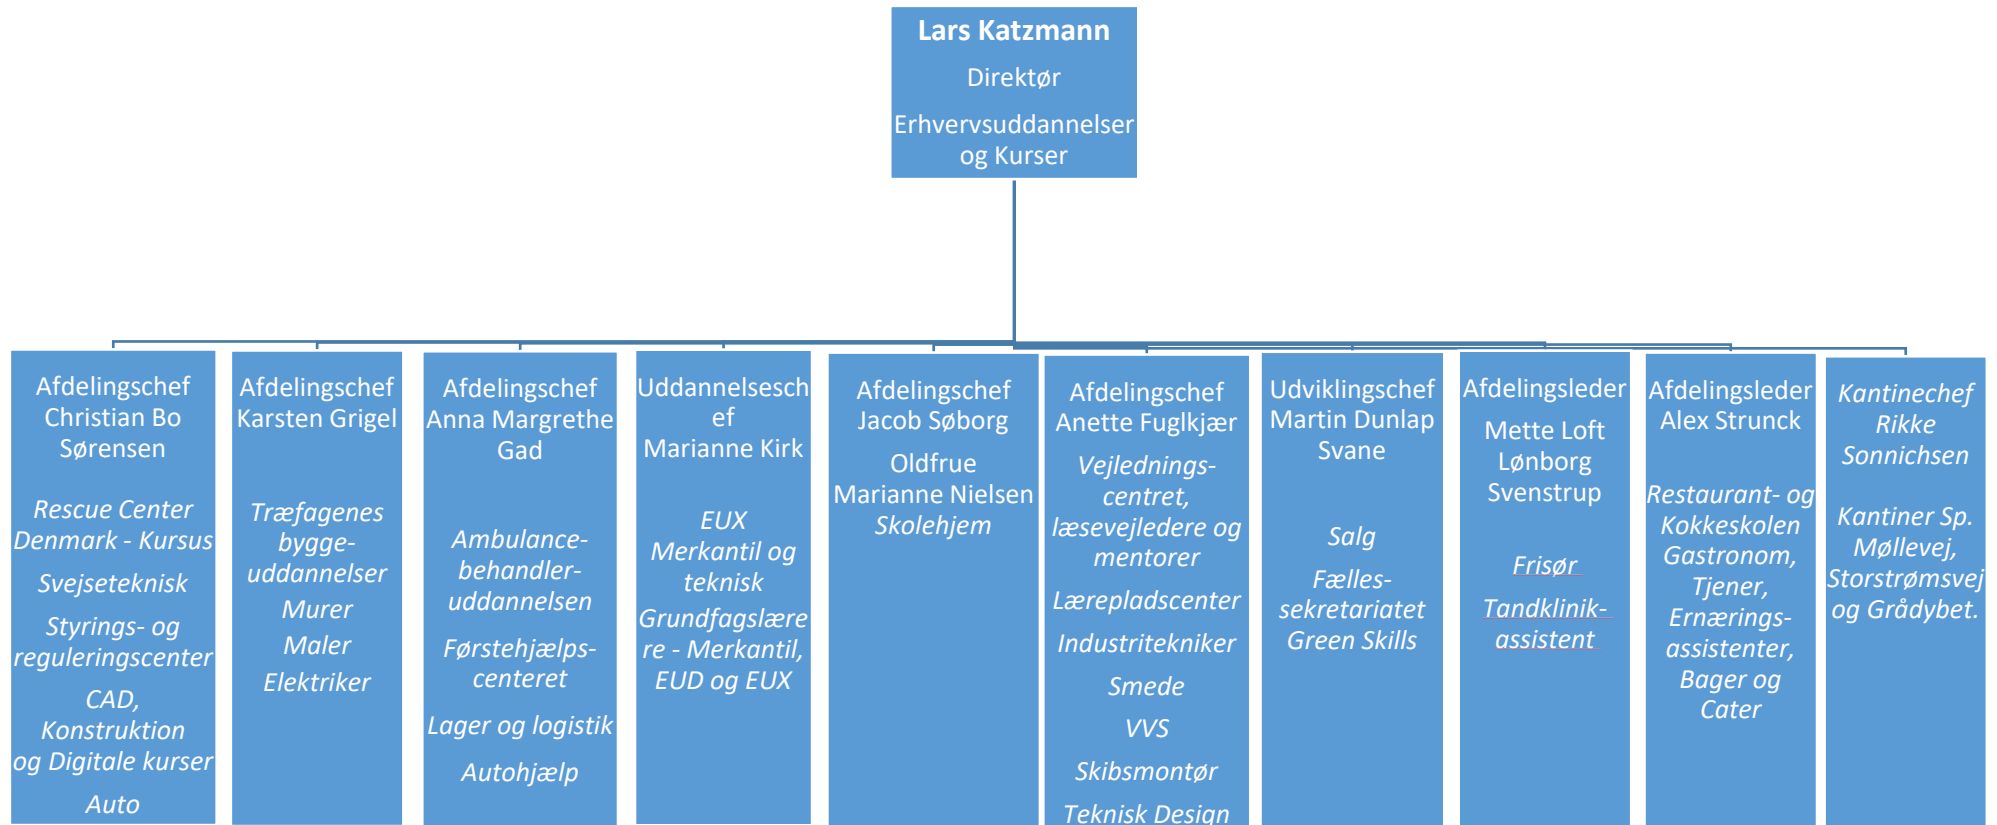 Lars Katzmann
Direktør
Erhvervsuddannelser
og Kurser
Afdelingschef
Christian Bo
Sørensen
Rescue Center
Denmark - Kursus
Svejseteknisk
Styrings- og
reguleringscenter
CAD,
Konstruktion
og Digitale kurser
Auto
Afdelingschef
Karsten Grigel
Træfagenes
bygge-
uddannelser
Murer
Maler
Elektriker
Afdelingschef
Anna Margrethe
Gad
Ambulance-
behandler-
uddannelsen
Førstehjælps-
centeret
Lager og logistik
Autohjælp
Uddannelsesch
ef
Marianne Kirk
EUX
Merkantil og
teknisk
Grundfagslære
re - Merkantil,
EUD og EUX
Afdelingschef
Jacob Søborg
Oldfrue
Marianne Nielsen
Skolehjem
Afdelingschef
Anette Fuglkjær
Vejlednings-
centret,
læsevejledere og
mentorer
Lærepladscenter
Industritekniker
Smede
VVS
Skibsmontør
Teknisk Design
Udviklingschef
Martin Dunlap
Svane
Salg
Fælles-
sekretariatet
Green Skills
Afdelingsleder
Mette Loft
Lønborg
Svenstrup
Frisør
Tandklinik-
assistent
Afdelingsleder
Alex Strunck
Restaurant- og
Kokkeskolen
Gastronom,
Tjener,
Ernærings-
assistenter,
Bager og
Cater
Kantinechef
Rikke
Sonnichsen
Kantiner Sp.
Møllevej,
Storstrømsvej
og Grådybet.